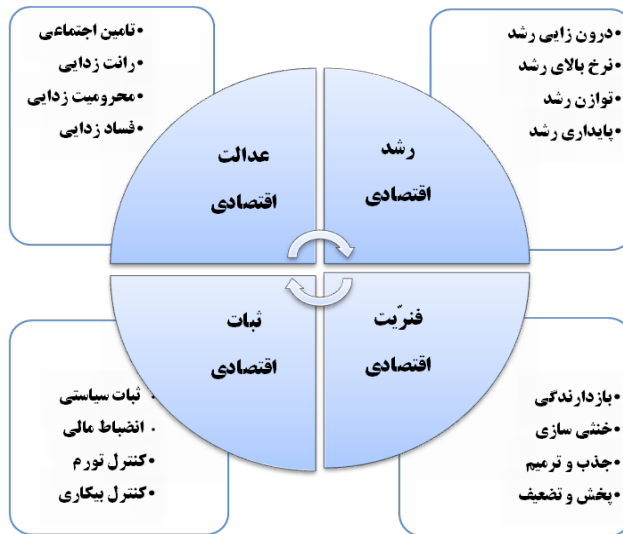 •درون زایی رشد
•نرخ بالای رشد
•توازن رشد
•پایداری رشد
رشد
اقتصادی
•تامین اجتماعی
•رانت زدایی
•محرومیت زدایی
•فساد زدایی
عدالت
اقتصادی
فنرّیت
اقتصادی
•بازدارندگی
•خنثی سازی
•جذب و ترمیم
•پخش و تضعیف
ثبات
اقتصادی
• ثبات سیاستی
• انضباط مالی
•کنترل تورم
•کنترل بیکاری